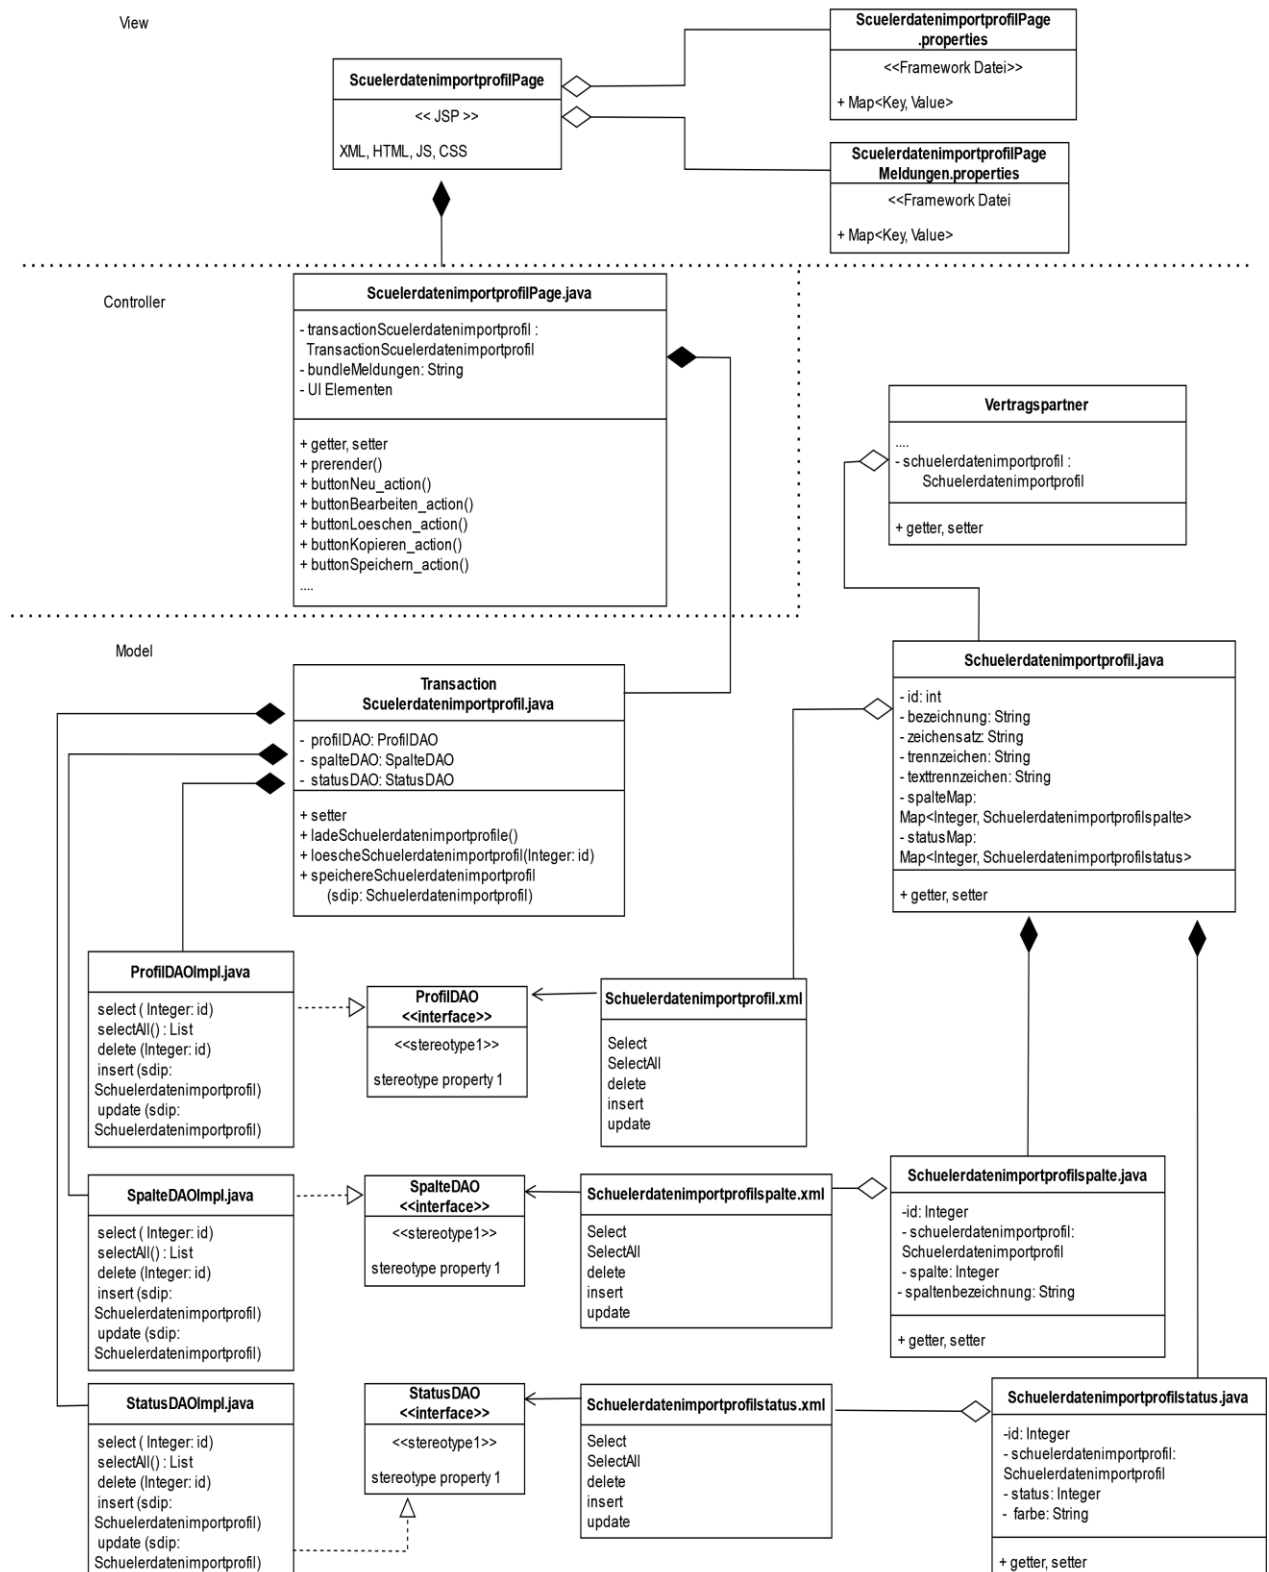 View
ScuelerdatenimportprofilPage
<< JSP >>
XML, HTML, JS, CSS
ScuelerdatenimportprofilPage
.properties
<<Framework Datei>>
+ Map<Key, Value>
ScuelerdatenimportprofilPage
Meldungen.properties
<<Framework Datei
+ Map<Key, Value>
Controller
ScuelerdatenimportprofilPage.java
- transactionScuelerdatenimportprofil :
TransactionScuelerdatenimportprofil
- bundleMeldungen: String
- UI Elementen
+ getter, setter
+ prerender()
+ buttonNeu_action()
+ buttonBearbeiten_action()
+ buttonLoeschen_action()
+ buttonKopieren_action()
+ buttonSpeichern_action()
....
Vertragspartner
....
- schuelerdatenimportprofil :
Schuelerdatenimportprofil
+ getter, setter
Model
Transaction
Scuelerdatenimportprofil.java
- profilDAO: ProfilDAO
- spalteDAO: SpalteDAO
- statusDAO: StatusDAO
+ setter
+ ladeSchuelerdatenimportprofile()
+ loescheSchuelerdatenimportprofil(Integer: id)
+ speichereSchuelerdatenimportprofil
(sdip: Schuelerdatenimportprofil)
Schuelerdatenimportprofil.java
- id: int
- bezeichnung: String
- zeichensatz: String
- trennzeichen: String
- texttrennzeichen: String
- spalteMap:
Map<Integer, Schuelerdatenimportprofilspalte>
- statusMap:
Map<Integer, Schuelerdatenimportprofilstatus>
+ getter, setter
ProfilDAOImpl.java
select ( Integer: id)
selectAll() : List
delete (Integer: id)
insert (sdip:
Schuelerdatenimportprofil)
update (sdip:
Schuelerdatenimportprofil)
ProfilDAO
<<interface>>
<<stereotype1>>
stereotype property 1
Schuelerdatenimportprofil.xml
Select
SelectAll
delete
insert
update
SpalteDAOImpl.java
select ( Integer: id)
selectAll() : List
delete (Integer: id)
insert (sdip:
Schuelerdatenimportprofil)
update (sdip:
Schuelerdatenimportprofil)
SpalteDAO
<<interface>>
<<stereotype1>>
stereotype property 1
Schuelerdatenimportprofilspalte.xml
Select
SelectAll
delete
insert
update
Schuelerdatenimportprofilspalte.java
-id: Integer
- schuelerdatenimportprofil:
Schuelerdatenimportprofil
- spalte: Integer
- spaltenbezeichnung: String
+ getter, setter
StatusDAOImpl.java
select ( Integer: id)
selectAll() : List
delete (Integer: id)
insert (sdip:
Schuelerdatenimportprofil)
update (sdip:
Schuelerdatenimportprofil)
StatusDAO
<<interface>>
<<stereotype1>>
stereotype property 1
Schuelerdatenimportprofilstatus.xml
Select
SelectAll
delete
insert
update
Schuelerdatenimportprofilstatus.java
-id: Integer
- schuelerdatenimportprofil:
Schuelerdatenimportprofil
- status: Integer
- farbe: String
+ getter, setter